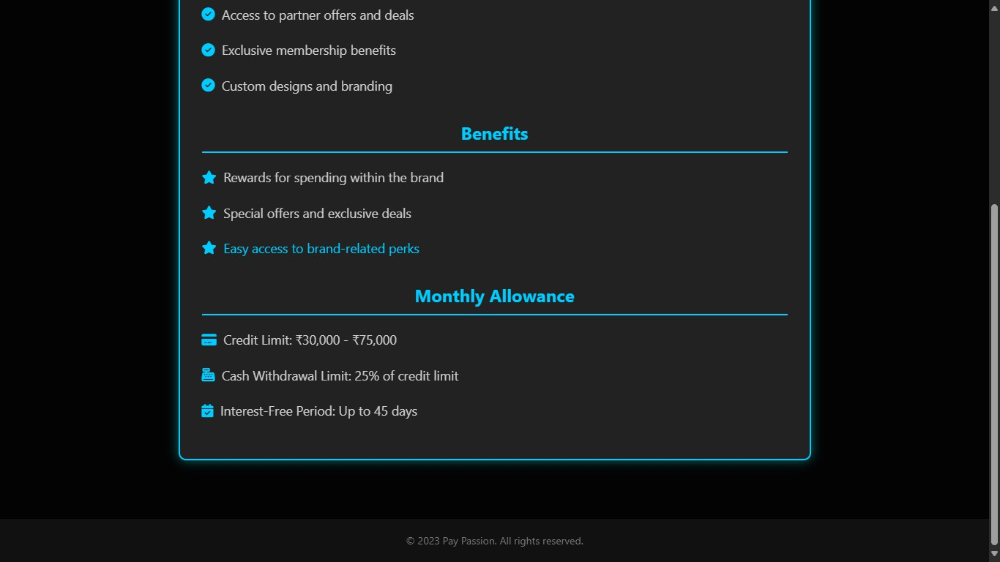 Access to partner offers and deals
Exclusive membership benefits
Custom designs and branding
Benefits
Rewards for spending within the brand
Special offers and exclusive deals
Easy access to brand-related perks
Monthly Allowance
Credit Limit: ₹30,000 - ₹75,000
Cash Withdrawal Limit: 25% of credit limit
Interest-Free Period: Up to 45 days
© 2023 Pay Passion. All rights reserved.